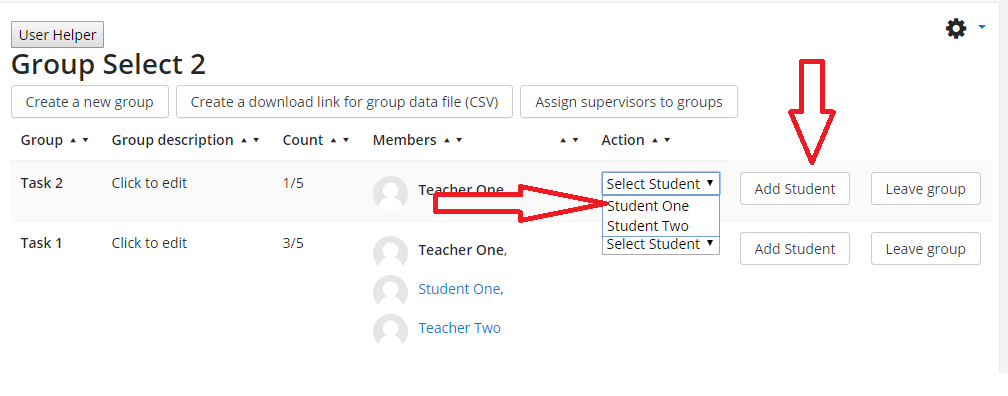 User Helper
Group Select 2
Create a new group Create a download link for group data file (CSV) Assign supervisors to groups
Group Group description Count Members Action
Task 2 Click to edit 1/5 Teacher One Select Student Add Student Leave group
Student One
Student Two
Task 1 Click to edit 3/5 Teacher One, Select Student Add Student Leave group
Student One,
Teacher Two